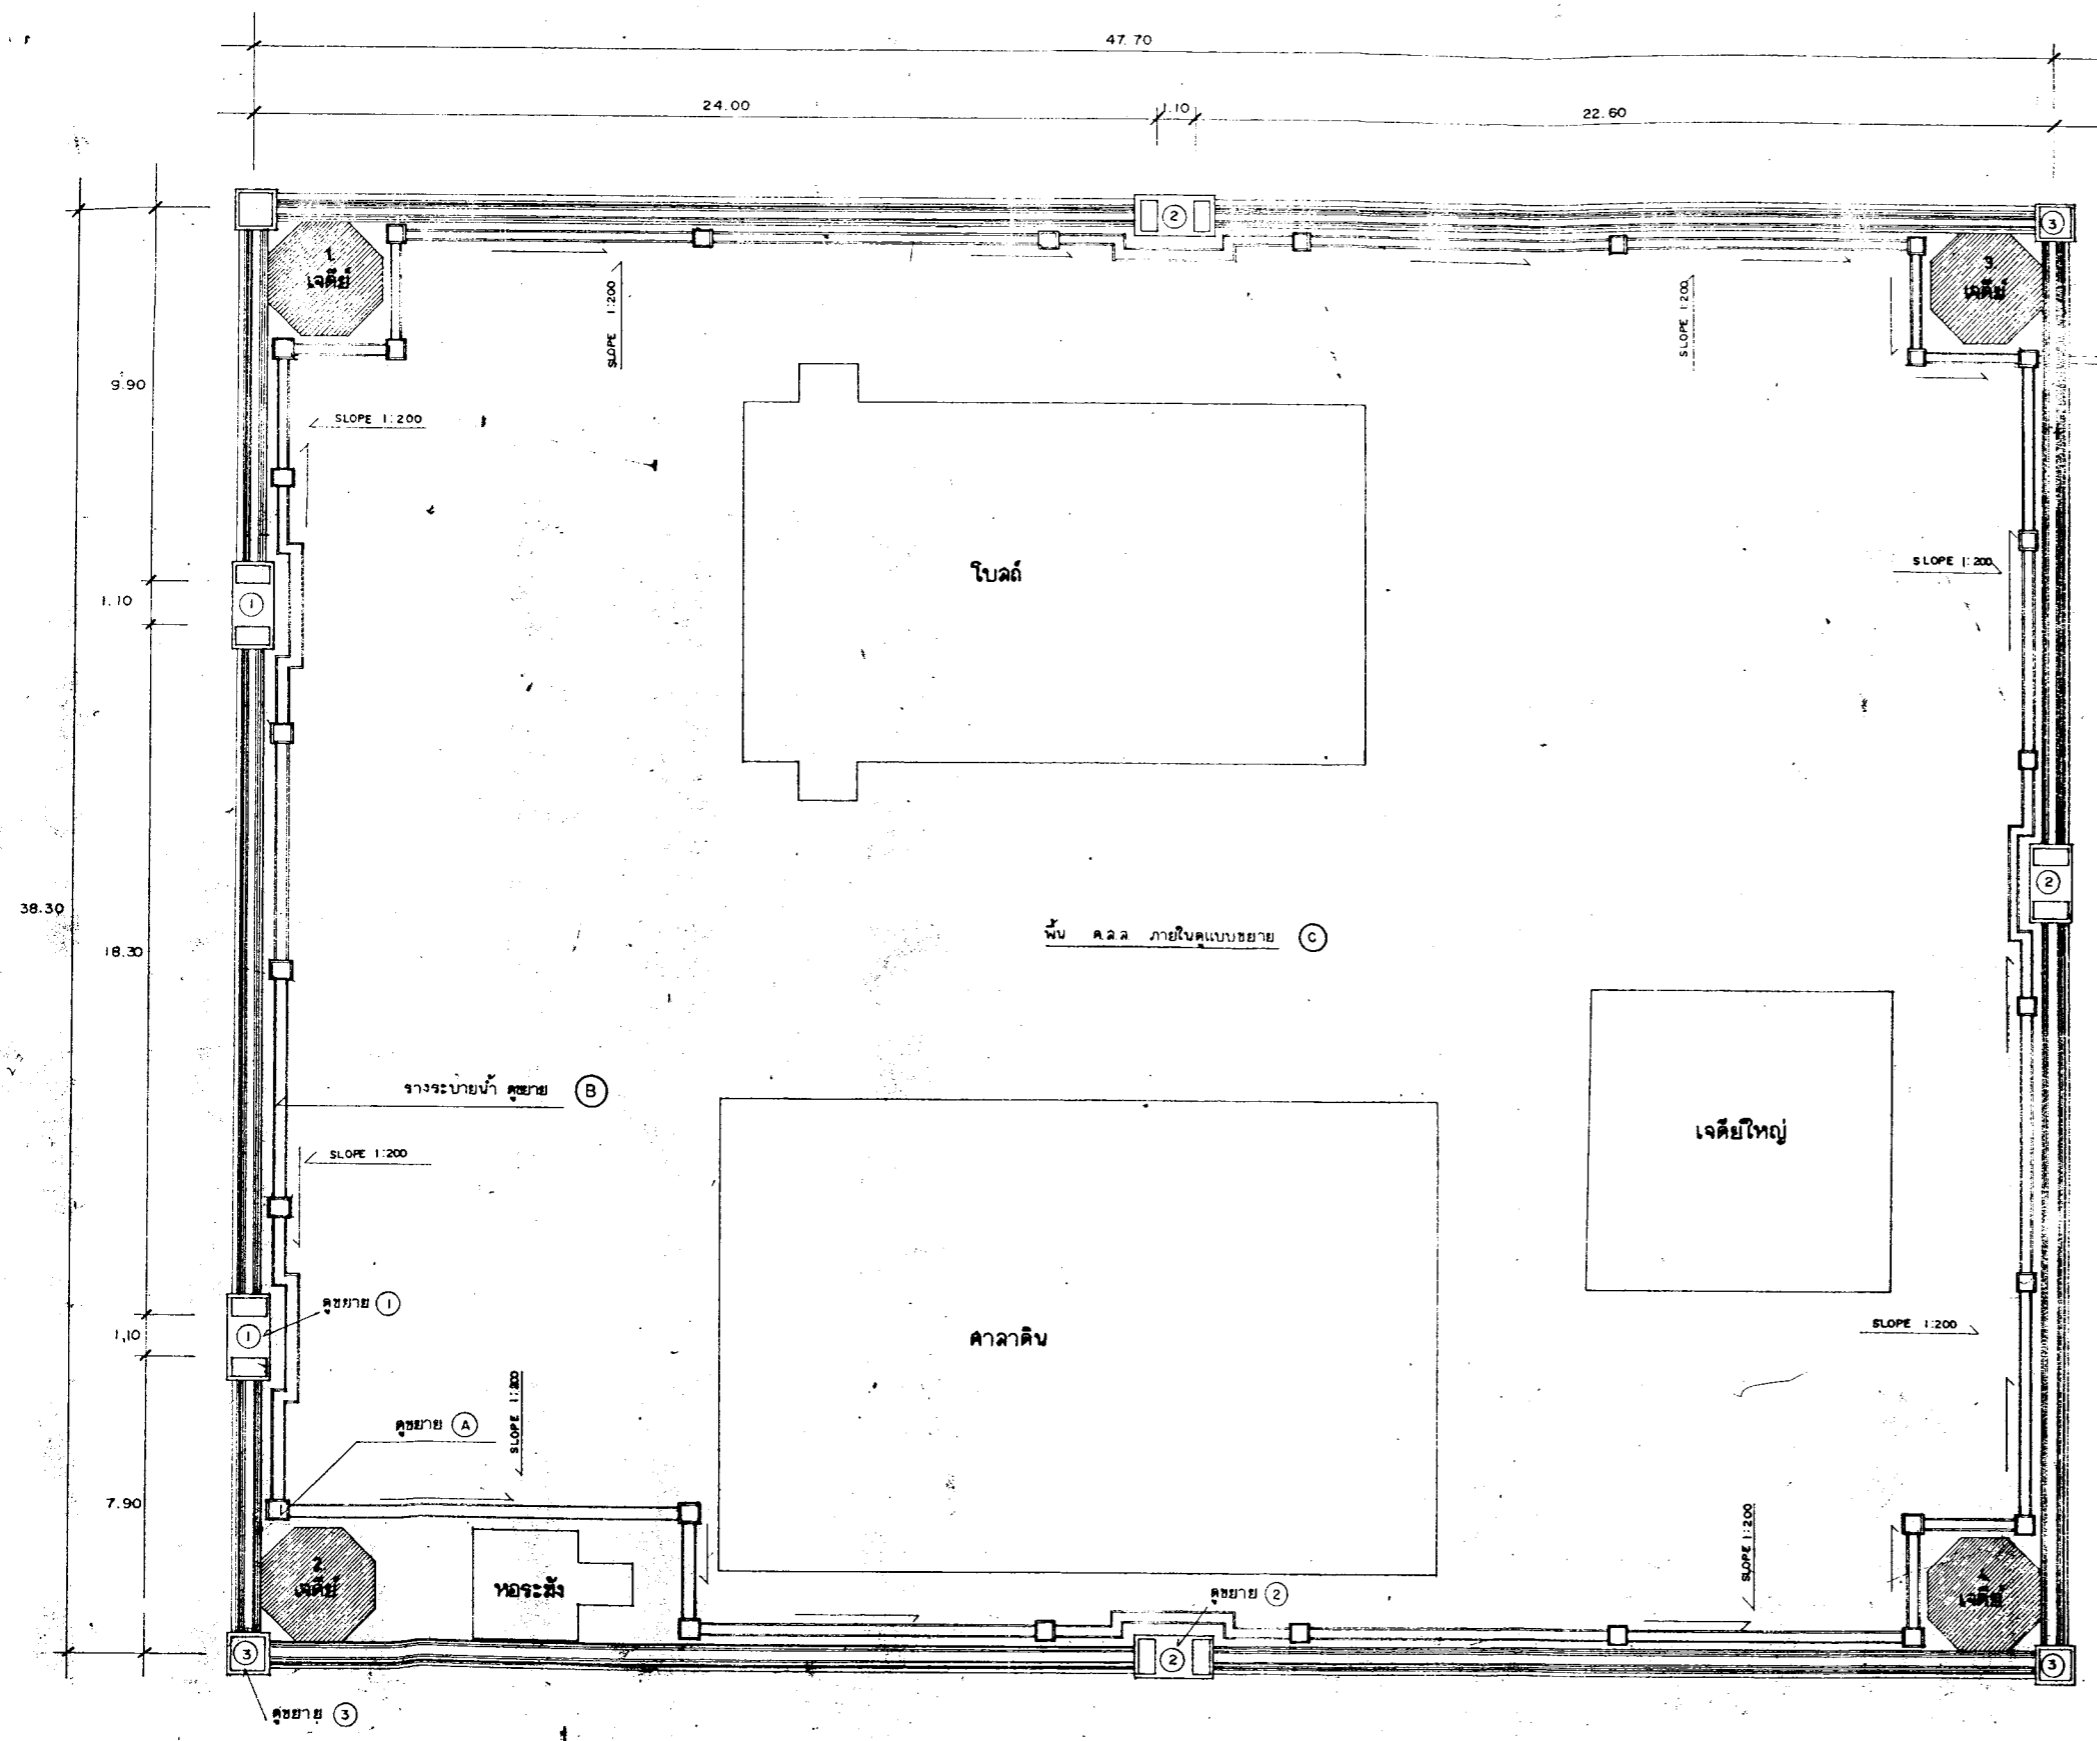 47.70
24.00
1.10
22.60
2
3
1
เจดีย์
3
เจดีย์
SLOPE 1:200
SLOPE 1:200
9.90
SLOPE 1:200
โบสถ์
SLOPE 1:200
1.10
1
2
38.30
18.30
พื้น ค.ส.ล. ภายในดูแบบขยาย C
รางระบายน้ำ ดูขยาย B
เจดีย์ใหญ่
SLOPE 1:200
ดูขยาย 1
1,10
1
ศาลาดิน
SLOPE 1:200
SLOPE 1:200
ดูขยาย A
7.90
SLOPE 1:200
2
เจดีย์
หอระฆัง
ดูขยาย 2
4
เจดีย์
3
2
3
ดูขยาย 3